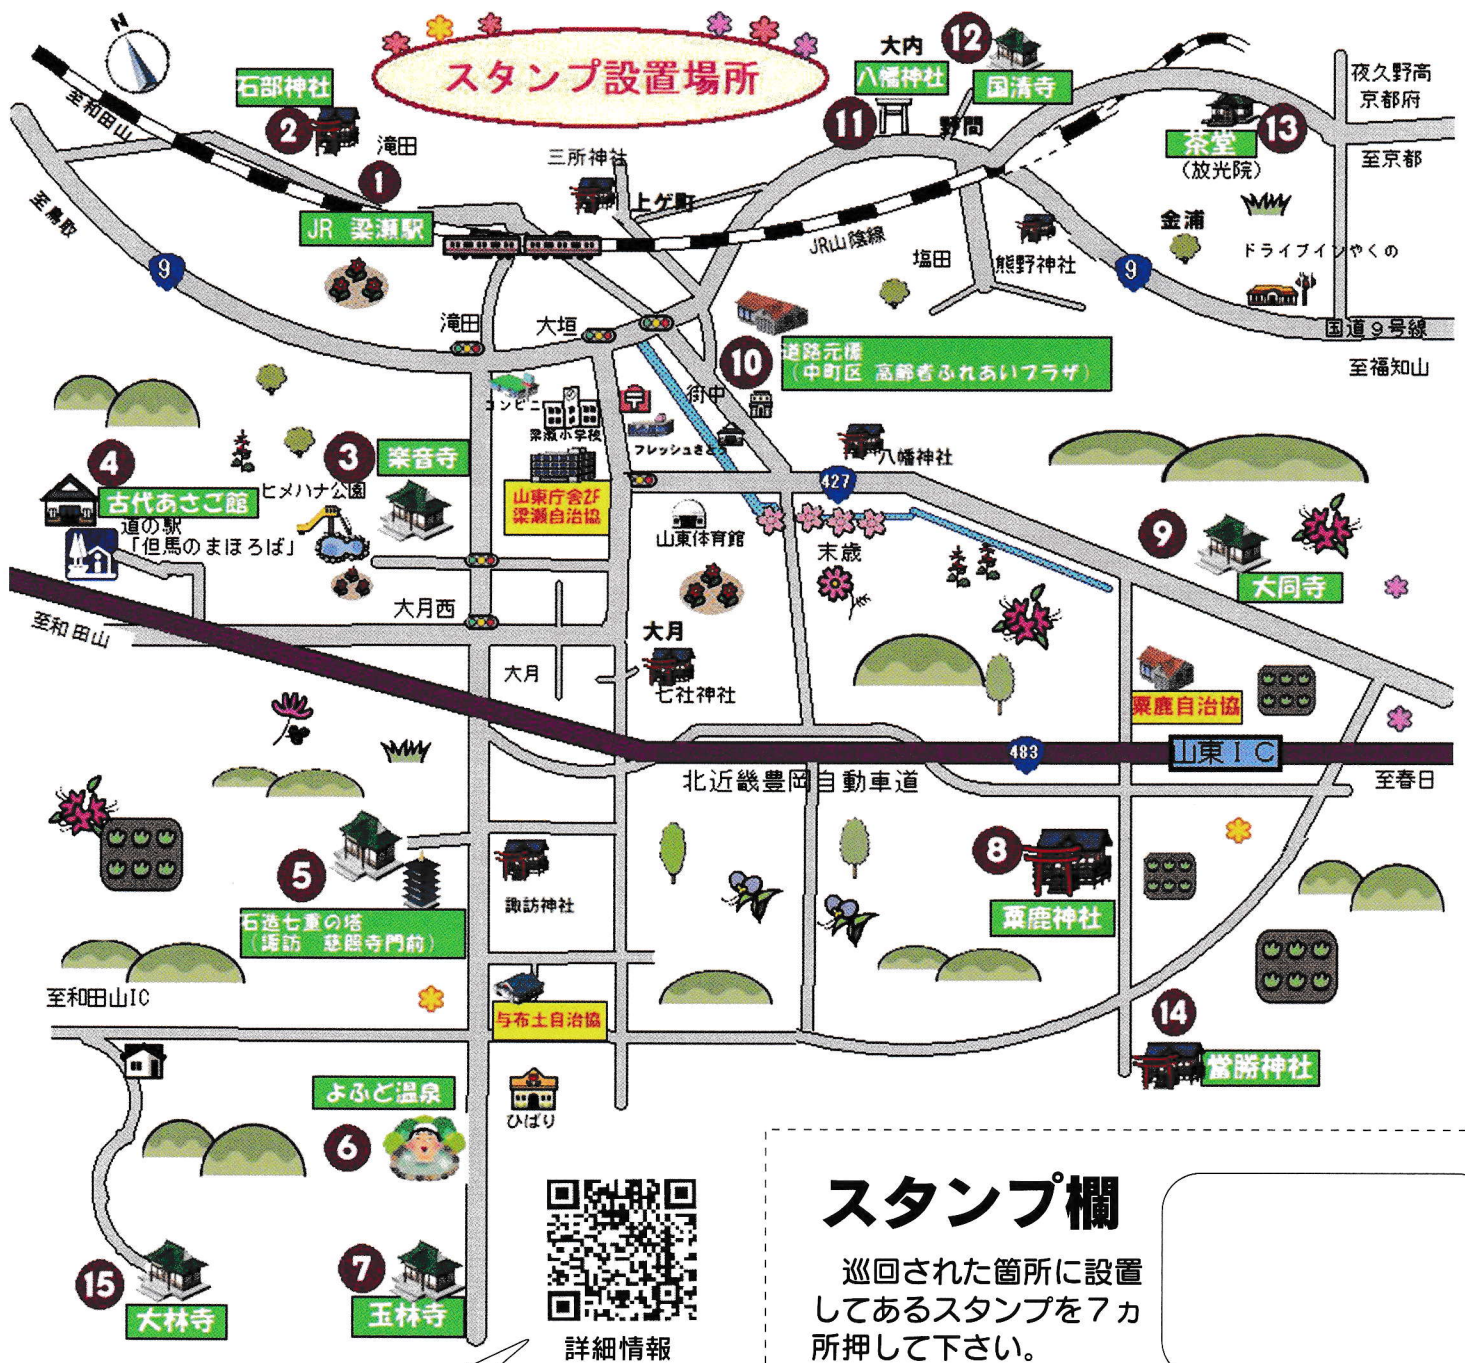 N
スタンプ設置場所
石部神社
2
滝田
1
JR 梁瀬駅
至和田山
至鳥取
9
三所神社
上ゲ町
JR山陰線
大内
八幡神社
11
12
国清寺
野間
茶堂
(放光院)
13
夜久野高
京都府
至京都
金浦
ドライブインやくの
塩田
熊野神社
9
国道9号線
至福知山
滝田
大垣
10
道路元標
(中町区 高齢者ふれあいプラザ)
コンビニ
梁瀬小学校
街中
フレッシュさとう
八幡神社
427
4
古代あさご館
道の駅
「但馬のまほろば」
ヒメハナ公園
3
楽音寺
山東庁舎2F
梁瀬自治協
山東体育館
末歳
9
大同寺
至和田山
大月西
大月
大月
七社神社
粟鹿自治協
483
山東IC
北近畿豊岡自動車道
至春日
5
石造七重の塔
(諏訪 慈照寺門前)
諏訪神社
8
粟鹿神社
至和田山IC
与布土自治協
14
當勝神社
よふど温泉
6
ひばり
15
大林寺
7
玉林寺
詳細情報
スタンプ欄
巡回された箇所に設置
してあるスタンプを7カ
所押して下さい。